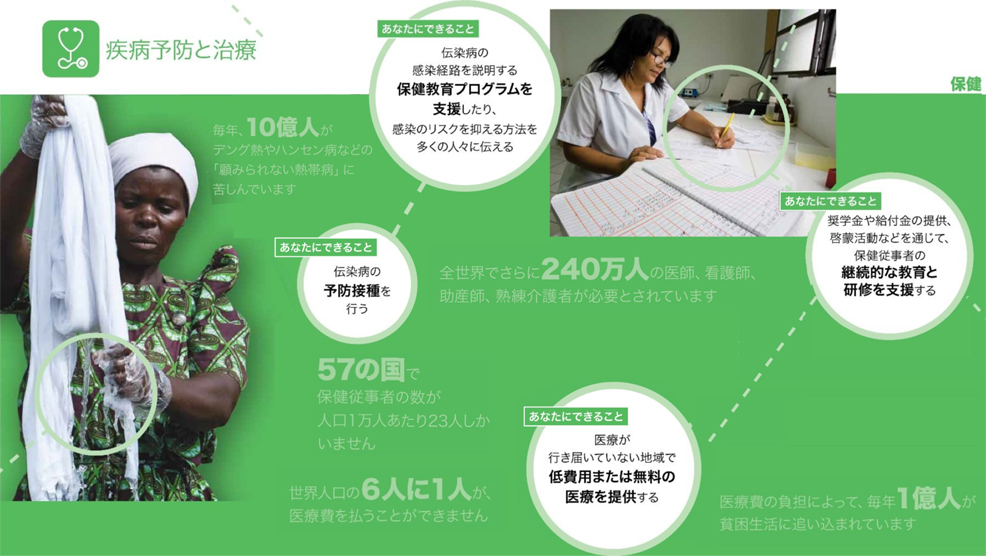 疾病予防と治療
保健
毎年、10億人が
デング熱やハンセン病などの
「顧みられない熱帯病」に
苦しんでいます
あなたにできること
伝染病の
感染経路を説明する
保健教育プログラムを
支援したり、
感染のリスクを抑える方法を
多くの人々に伝える
あなたにできること
伝染病の
予防接種を
行う
全世界でさらに240万人の医師、看護師、
助産師、熟練介護者が必要とされています
あなたにできること
奨学金や給付金の提供、
啓蒙活動などを通じて、
保健従事者の
継続的な教育と
研修を支援する
57の国で
保健従事者の数が
人口1万人あたり23人しか
いません
あなたにできること
医療が
行き届いていない地域で
低費用または無料の
医療を提供する
世界人口の6人に1人が、
医療費を払うことができません
医療費の負担によって、毎年1億人が
貧困生活に追い込まれています